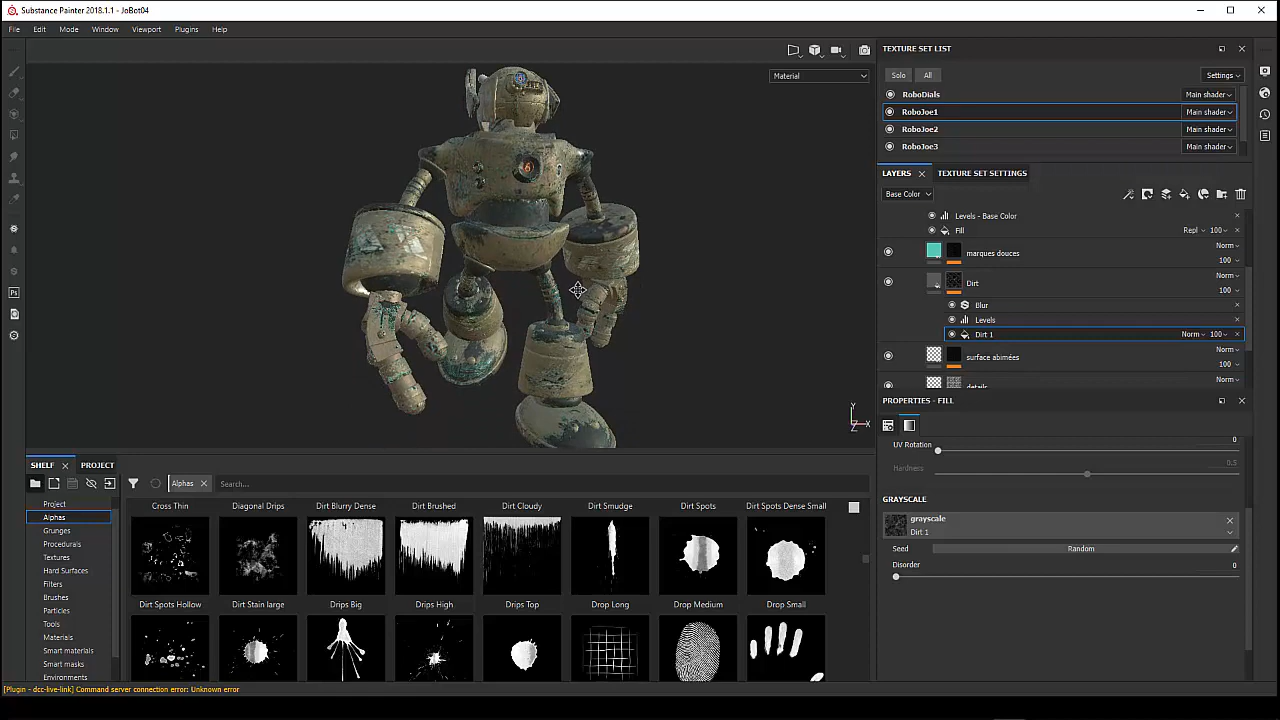 Substance Painter 2018.1.1 - JoBot04
File Edit Mode Window Viewport Plugins Help
Material
TEXTURE SET LIST
Solo All Settings
RoboDials Main shader
RoboJoe1 Main shader
RoboJoe2 Main shader
RoboJoe3 Main shader
LAYERS TEXTURE SET SETTINGS
Base Color
Levels - Base Color
Fill Repl 100
marques douces Norm 100
Dirt Norm 100
Blur
Levels
Dirt 1 Norm 100
surface abimées Norm 100
details Norm
PROPERTIES - FILL
UV Rotation 0
Hardness 0.5
GRAYSCALE
grayscale
Dirt 1
Seed Random
Disorder 0
Y
X
Z
6
SHELF PROJECT
Alphas Search...
Project
Alphas
Grunges
Procedurals
Textures
Hard Surfaces
Filters
Brushes
Particles
Tools
Materials
Smart materials
Smart masks
Environments
Cross Thin Diagonal Drips Dirt Blurry Dense Dirt Brushed Dirt Cloudy Dirt Smudge Dirt Spots Dirt Spots Dense Small
Dirt Spots Hollow Dirt Stain large Drips Big Drips High Drips Top Drop Long Drop Medium Drop Small
[Plugin - dcc-live-link] Command server connection error: Unknown error